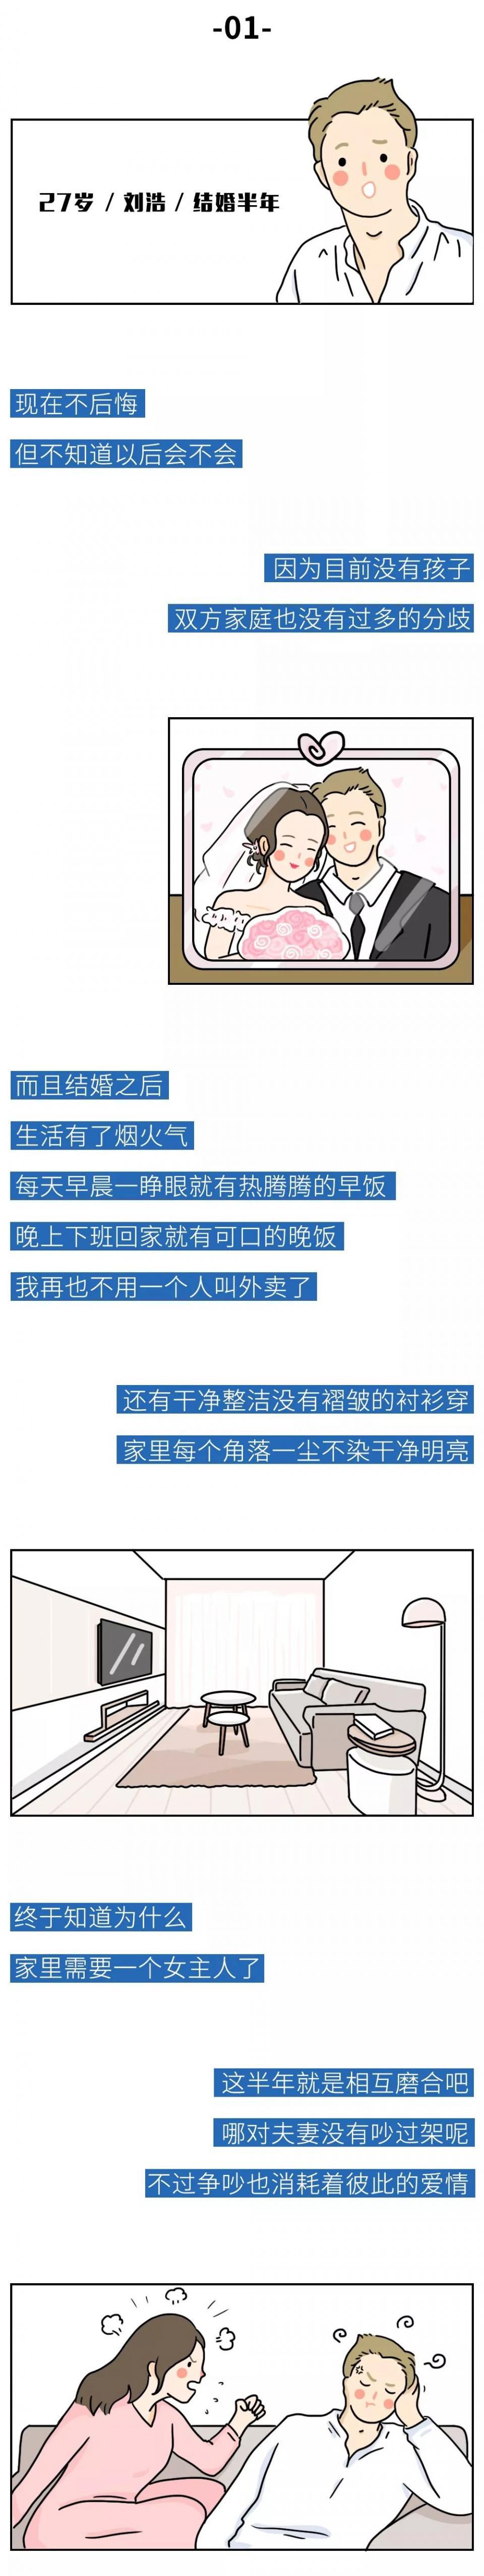 -01-
27岁 / 刘浩 / 结婚半年
现在不后悔
但不知道以后会不会
因为目前没有孩子
双方家庭也没有过多的分歧
而且结婚之后
生活有了烟火气
每天早晨一睁眼就有热腾腾的早饭
晚上下班回家就有可口的晚饭
我再也不用一个人叫外卖了
还有干净整洁没有褶皱的衬衫穿
家里每个角落一尘不染干净明亮
终于知道为什么
家里需要一个女主人了
这半年就是相互磨合吧
哪对夫妻没有吵过架呢
不过争吵也消耗着彼此的爱情